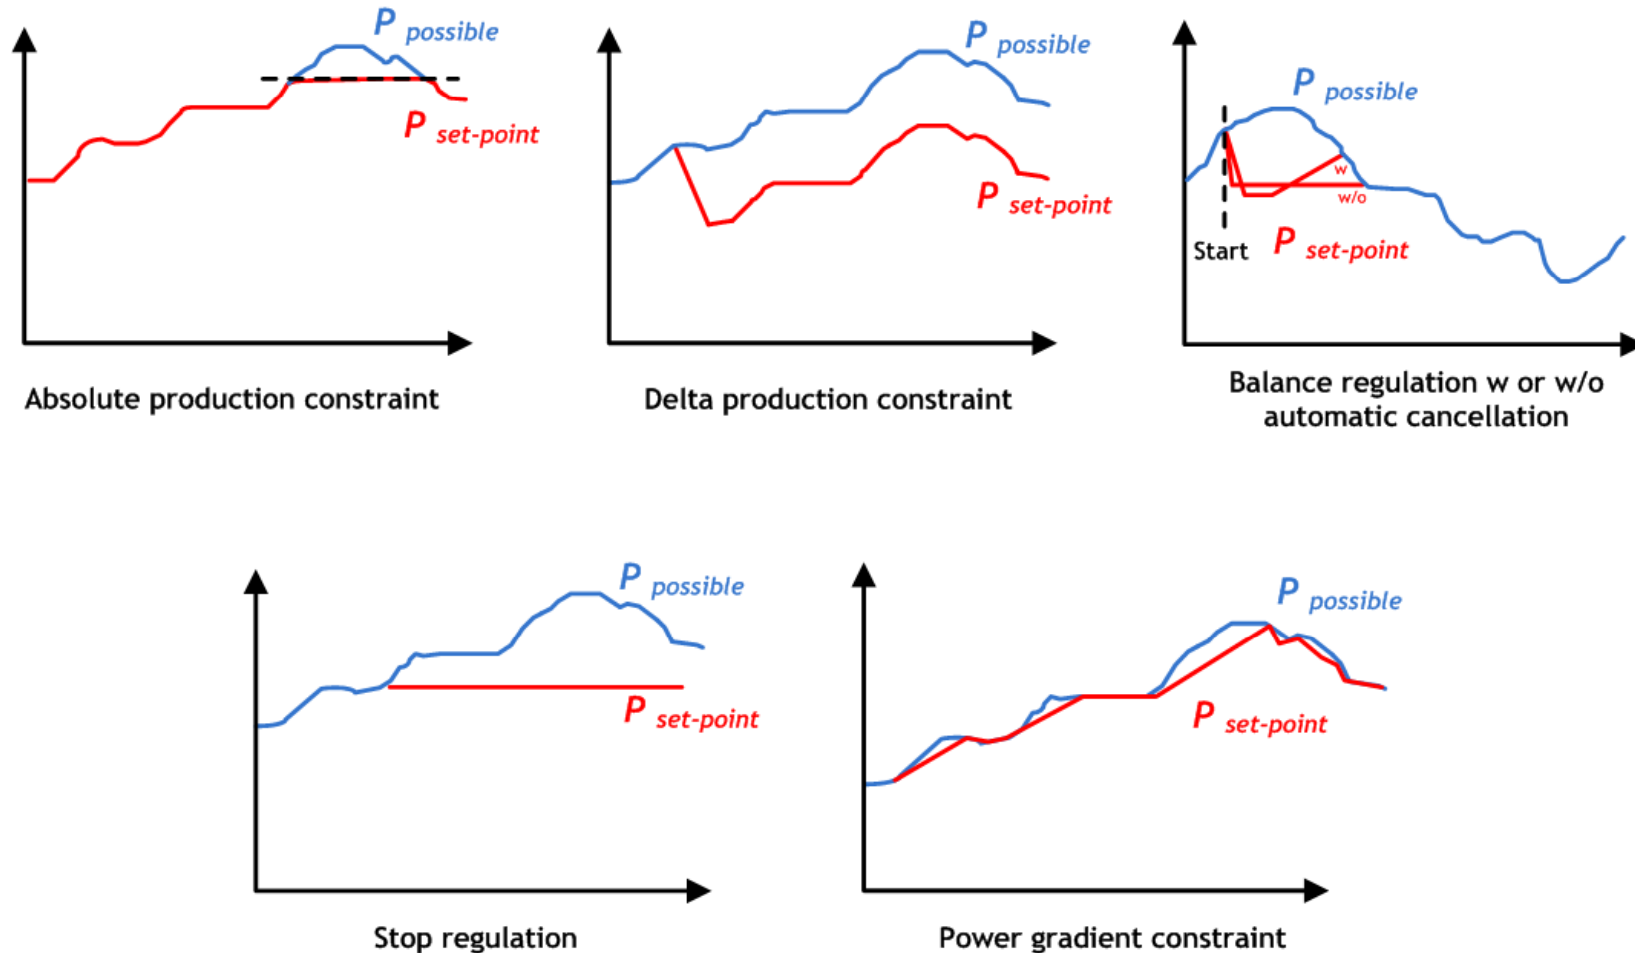 P possible
P set-point
Absolute production constraint
P possible
P set-point
Delta production constraint
P possible
w
w/o
Start
P set-point
Balance regulation w or w/o
automatic cancellation
P possible
P set-point
Stop regulation
P possible
P set-point
Power gradient constraint